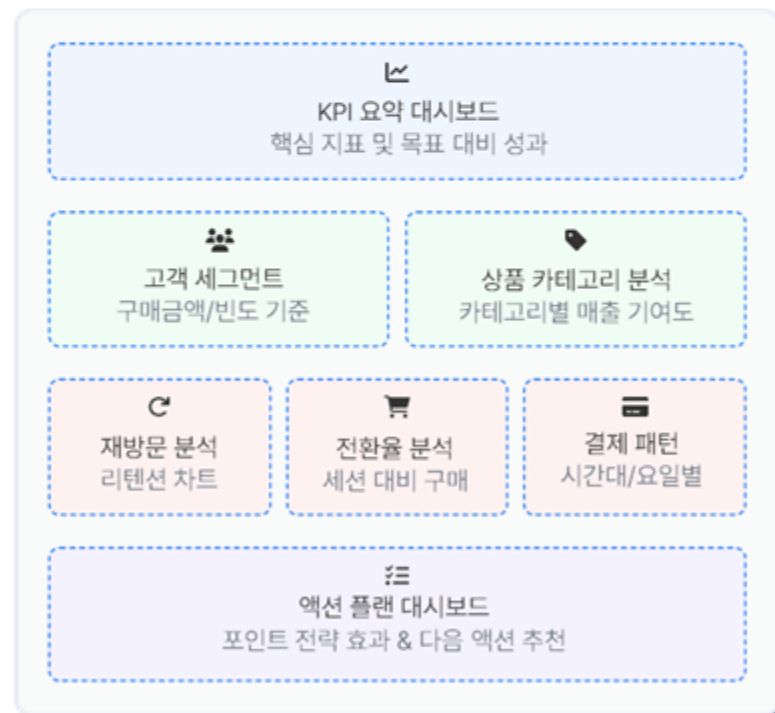 KPI 요약 대시보드
핵심 지표 및 목표 대비 성과
고객 세그먼트
구매금액/빈도 기준
상품 카테고리 분석
카테고리별 매출 기여도
재방문 분석
리텐션 차트
전환율 분석
세션 대비 구매
결제 패턴
시간대/요일별
액션 플랜 대시보드
포인트 전략 효과 & 다음 액션 추천